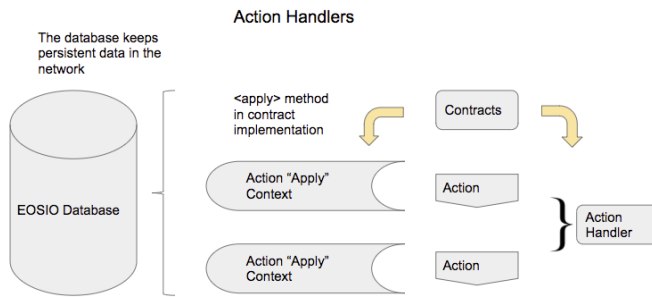 Action Handlers
The database keeps
persistent data in the
network
<apply> method
in contract
implementation
Contracts
EOSIO Database
Action “Apply”
Context
Action
Action
Handler
Action “Apply”
Context
Action